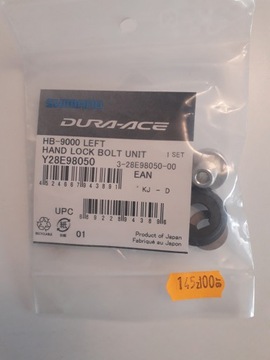 SHIMANO
DURA-ACE
HB-9000 LEFT
HAND LOCK BOLT UNIT 1 SET
Y28E98050 3-28E98050-00
EAN
KJ - D
UPC
01
Product of Japan
Fabriqué au Japon